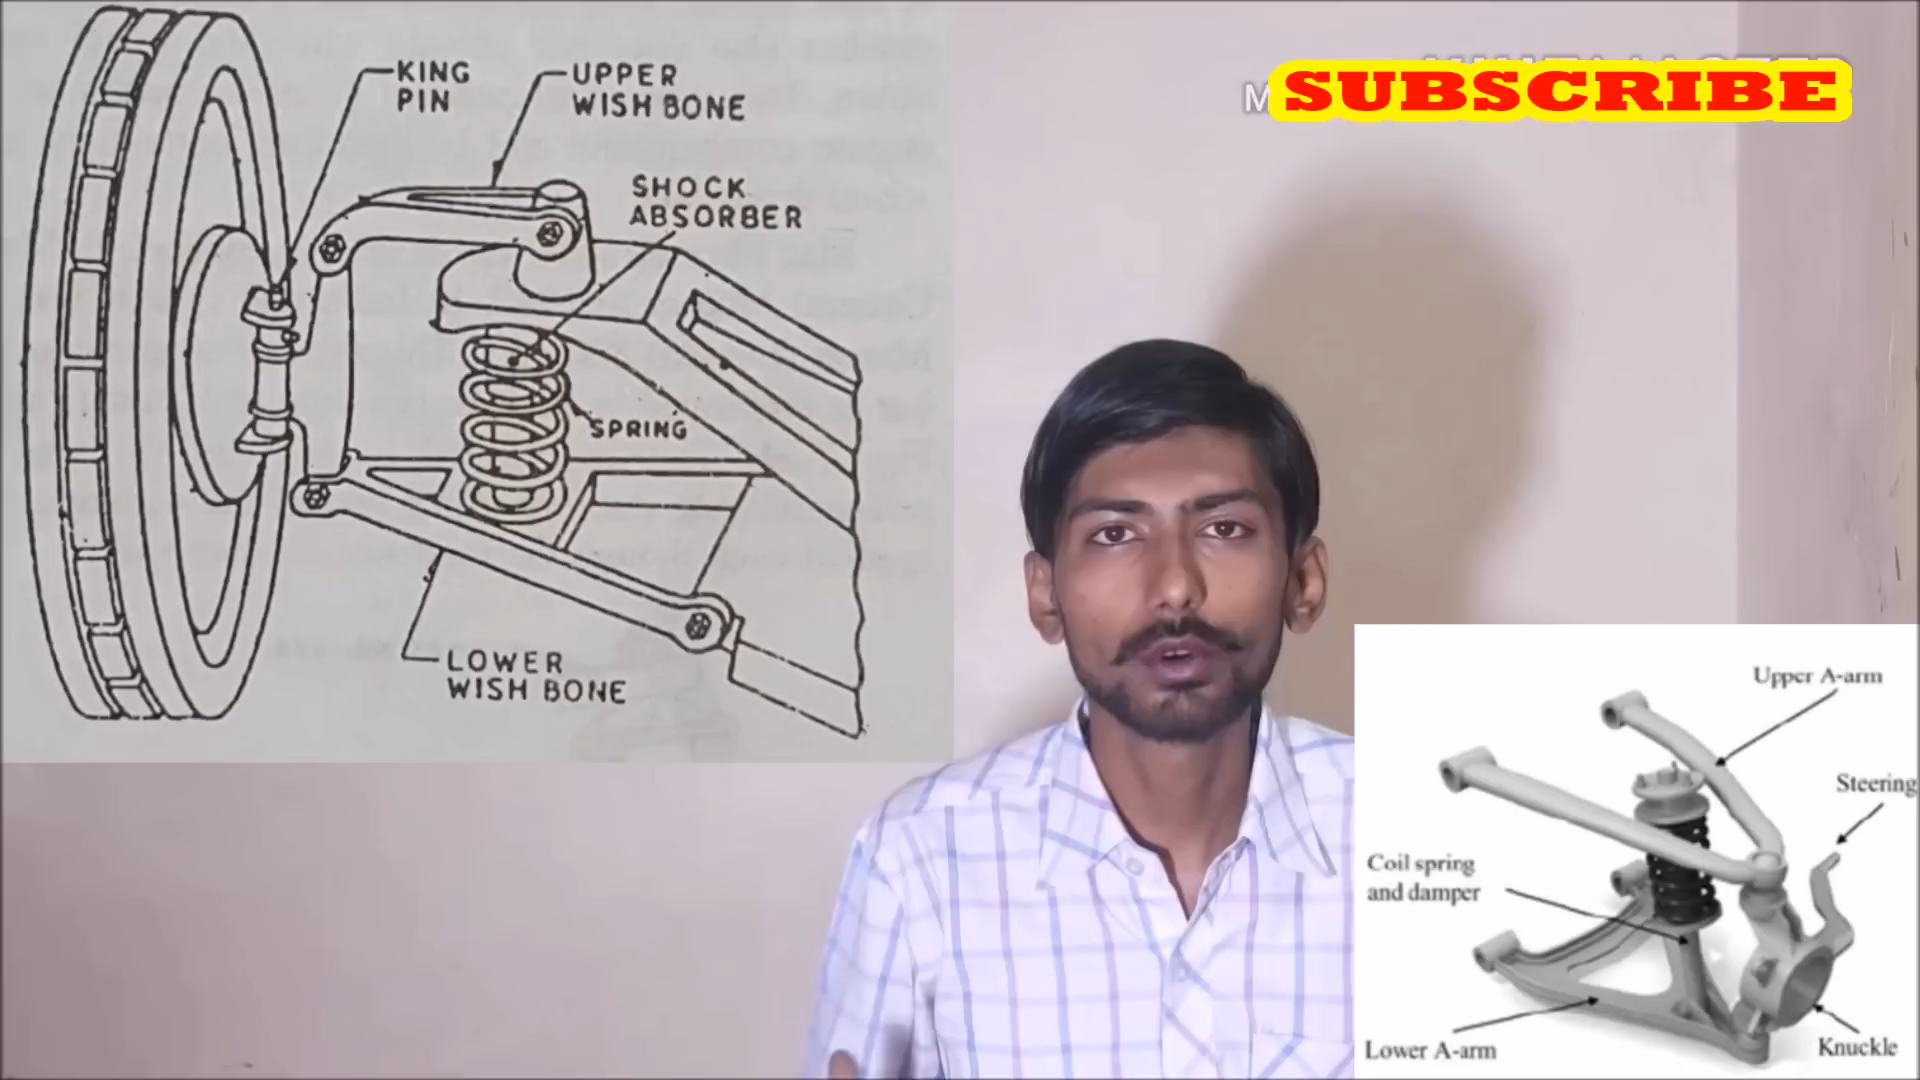 KING
PIN
UPPER
WISH BONE
SHOCK
ABSORBER
SPRING
LOWER
WISH BONE
SUBSCRIBE
Upper A-arm
Steering
Coil spring
and damper
Lower A-arm
Knuckle